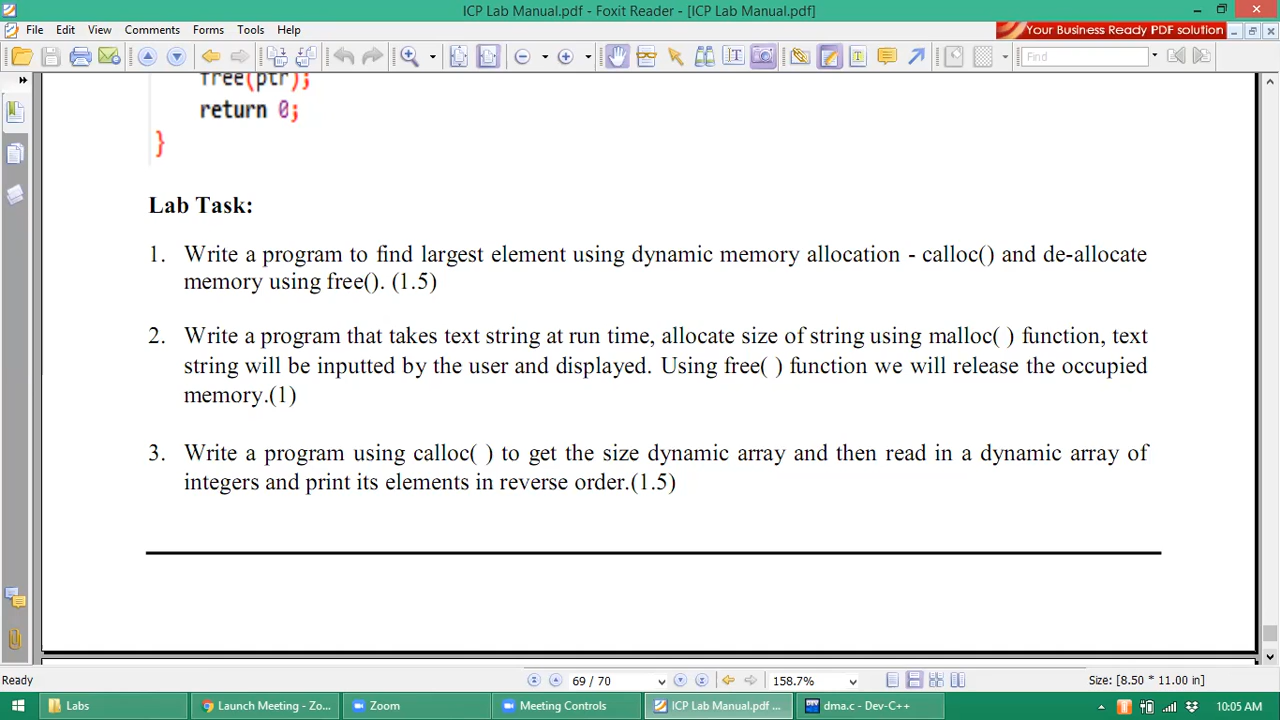 ICP Lab Manual.pdf - Foxit Reader - [ICP Lab Manual.pdf]
File Edit View Comments Forms Tools Help
Your Business Ready PDF solution
Find
free(ptr);
return 0;
}
Lab Task:
1. Write a program to find largest element using dynamic memory allocation - calloc() and de-allocate
memory using free(). (1.5)
2. Write a program that takes text string at run time, allocate size of string using malloc( ) function, text
string will be inputted by the user and displayed. Using free( ) function we will release the occupied
memory.(1)
3. Write a program using calloc( ) to get the size dynamic array and then read in a dynamic array of
integers and print its elements in reverse order.(1.5)
Ready 69 / 70 158.7% Size: [8.50 * 11.00 in]
Labs Launch Meeting - Zo... Zoom Meeting Controls ICP Lab Manual.pdf ... dma.c - Dev-C++ 10:05 AM